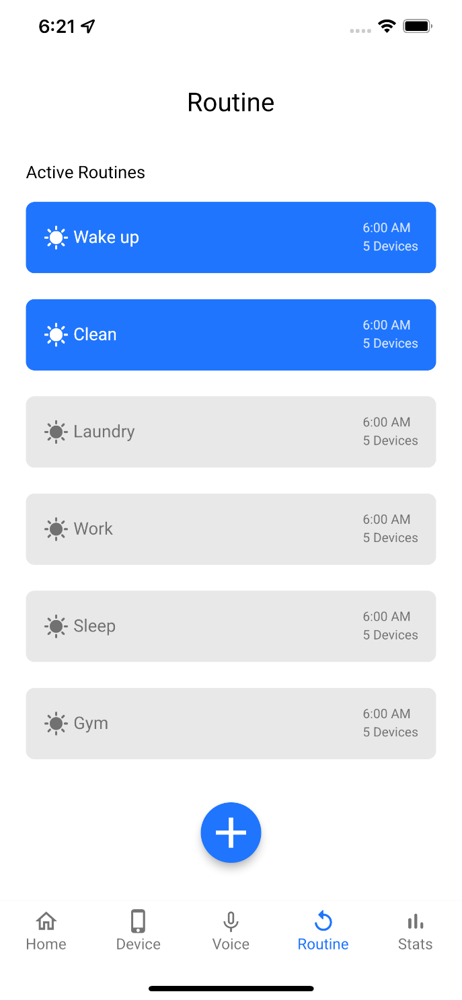 6:21
Routine
Active Routines
Wake up
6:00 AM
5 Devices
Clean
6:00 AM
5 Devices
Laundry
6:00 AM
5 Devices
Work
6:00 AM
5 Devices
Sleep
6:00 AM
5 Devices
Gym
6:00 AM
5 Devices
Home Device Voice Routine Stats